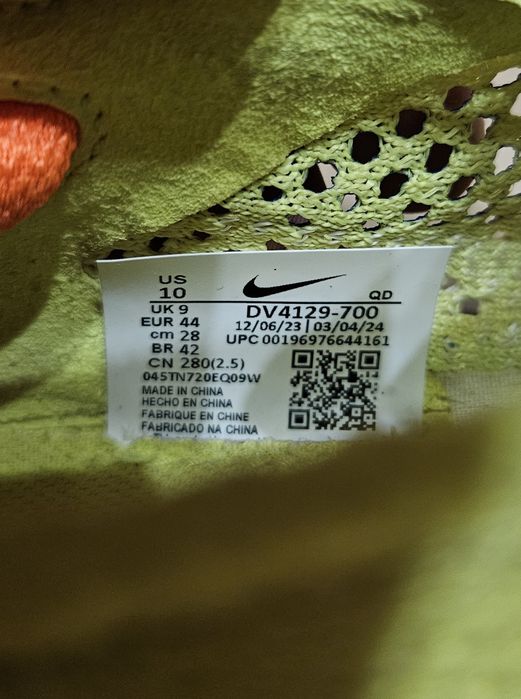 US
10
QD
UK 9
EUR 44
cm 28
BR 42
CN 280(2.5)
DV4129-700
12/06/23 | 03/04/24
UPC 00196976644161
045TN720EQ09W
MADE IN CHINA
HECHO EN CHINA
FABRIQUE EN CHINE
FABRICADO NA CHINA